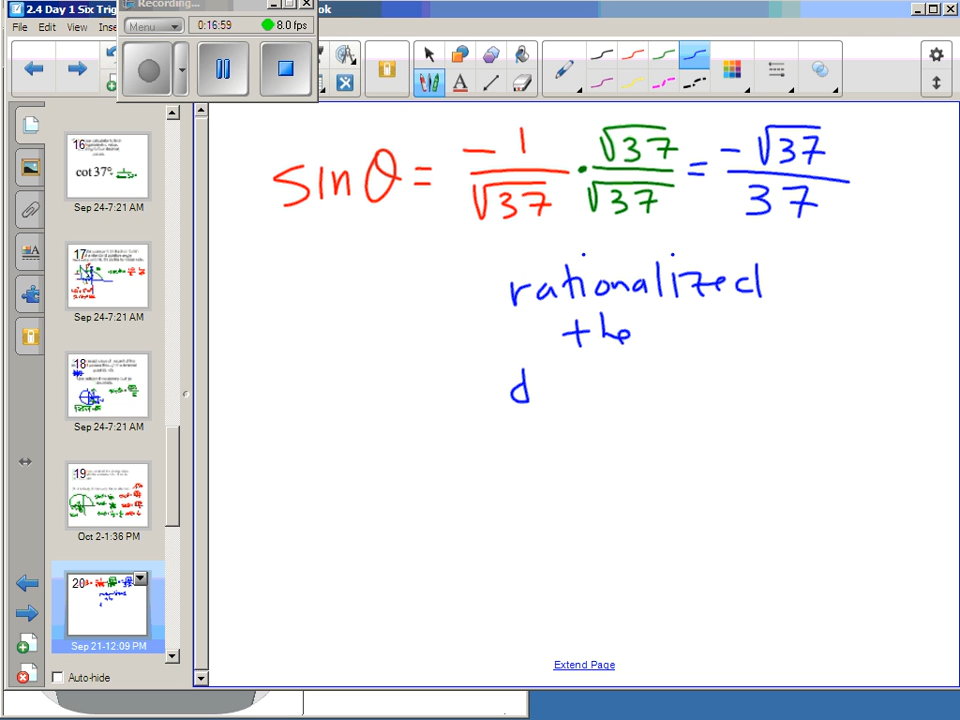 2.4 Day 1 Six Trig
Recording...
ok
File Edit View Inse
Menu
0:16:59
8.0 fps
sinθ = -1/√37 · √37/√37 = -√37/37
rationalized
the
d
16
cot 37°
Sep 24-7:21 AM
17
Sep 24-7:21 AM
18
Sep 24-7:21 AM
19
Oct 2-1:36 PM
20
Sep 21-12:09 PM
Auto-hide
Extend Page